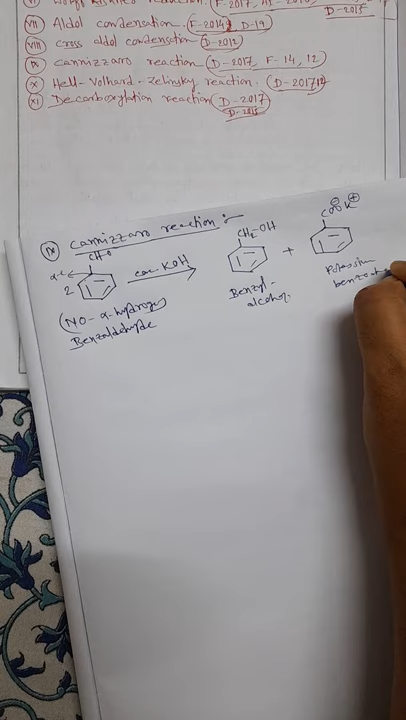 (VII) Aldol condensation. (F-2014, D-19)
(VIII) cross aldol condensation (D-2012)
(IX) cannizzaro reaction (D-2017, F-14, 12)
(X) Hell-Volhard-Zelinsky reaction. (D-2017,12)
(XI) Decarboxylation reaction (D-2017)
D-2015
(IX) Cannizzaro reaction :-
CHO
2
conc KOH
CH2-OH
+
COO⊖K⊕
(NO-α-hydrogen)
Benzaldehyde
Benzyl-
alcohol
Potassium
benzoate